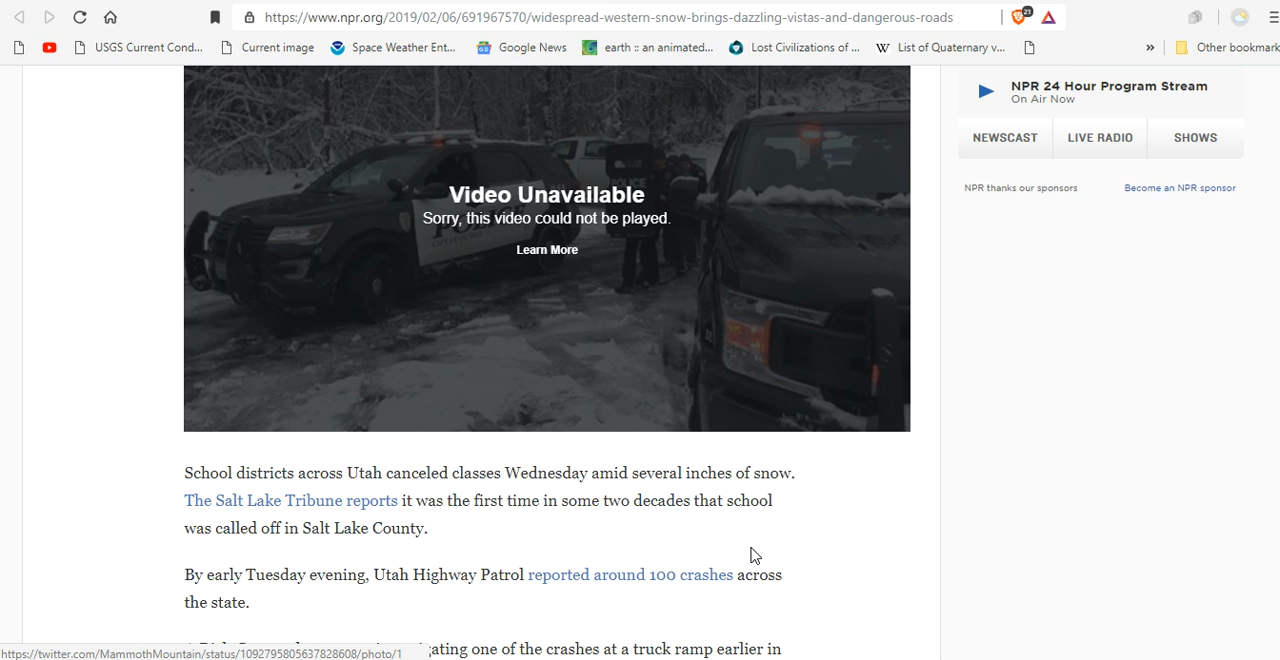 https://www.npr.org/2019/02/06/691967570/widespread-western-snow-brings-dazzling-vistas-and-dangerous-roads
21
USGS Current Cond... Current image Space Weather Ent... Google News earth :: an animated... Lost Civilizations of ... W List of Quaternary v... » Other bookmark
NPR 24 Hour Program Stream
On Air Now
NEWSCAST LIVE RADIO SHOWS
NPR thanks our sponsors Become an NPR sponsor
POLICE
POLICE
Video Unavailable
Sorry, this video could not be played.
Learn More
School districts across Utah canceled classes Wednesday amid several inches of snow.
The Salt Lake Tribune reports it was the first time in some two decades that school
was called off in Salt Lake County.
By early Tuesday evening, Utah Highway Patrol reported around 100 crashes across
the state.
ating one of the crashes at a truck ramp earlier in
https://twitter.com/MammothMountain/status/1092795805637828608/photo/1